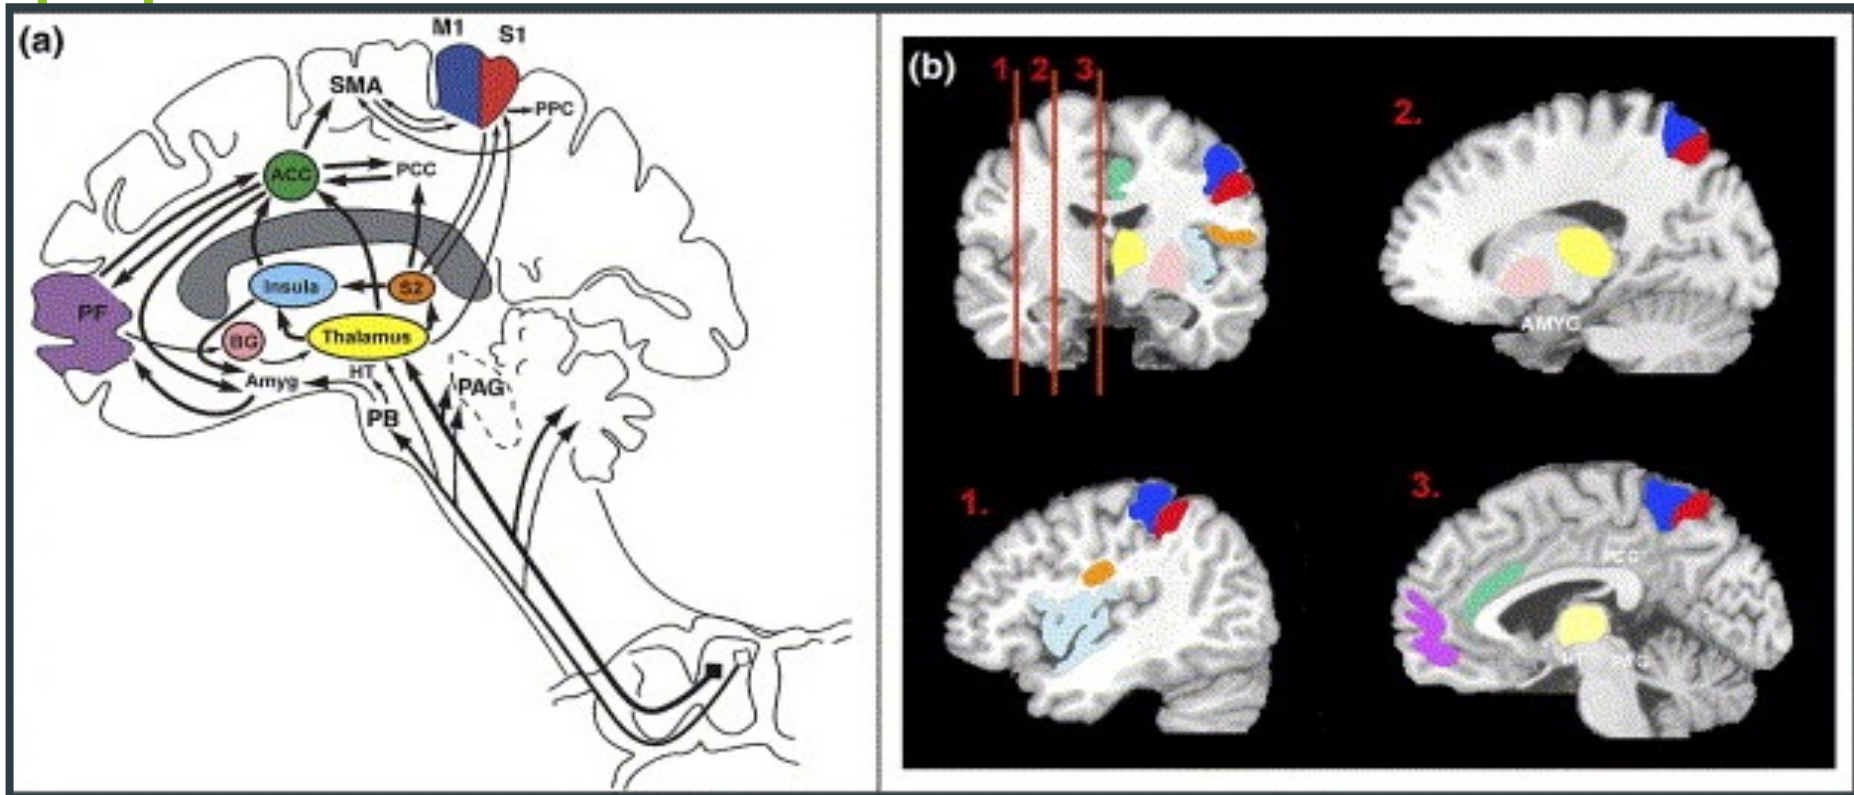 (a)
M1
S1
SMA
PPC
ACC
PCC
Insula
S2
PF
BG
Thalamus
HT
Amyg
PAG
PB
(b)
1
2
3
2.
AMYG
1.
3.